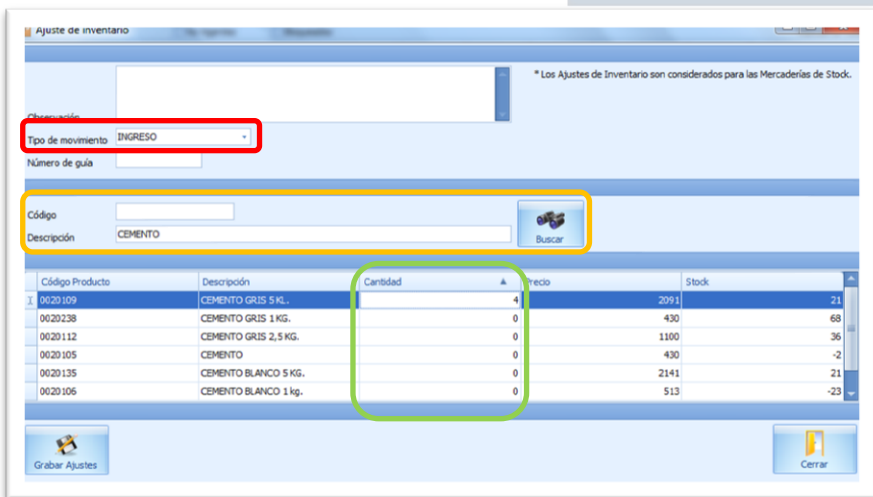 Ajuste de Inventario
* Los Ajustes de Inventario son considerados para las Mercaderías de Stock.
Observación
Tipo de movimiento INGRESO
Número de guía
Código
Descripción CEMENTO
Buscar
Código Producto Descripción Cantidad Precio Stock
0020109 CEMENTO GRIS 5 KL. 4 2091 21
0020238 CEMENTO GRIS 1 KG. 0 430 68
0020112 CEMENTO GRIS 2,5 KG. 0 1100 36
0020105 CEMENTO 0 430 -2
0020135 CEMENTO BLANCO 5 KG. 0 2141 21
0020106 CEMENTO BLANCO 1 kg. 0 513 -23
Grabar Ajustes
Cerrar